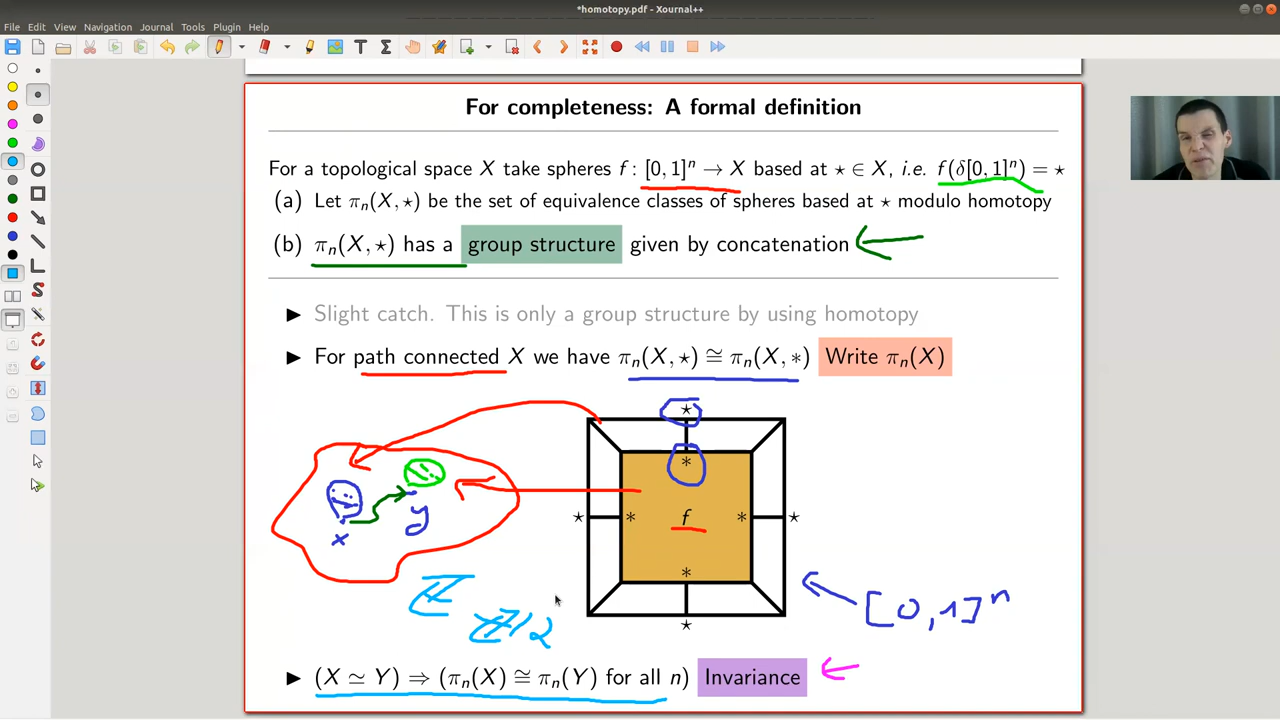 *homotopy.pdf - Xournal++
File Edit View Navigation Journal Tools Plugin Help
For completeness: A formal definition
For a topological space X take spheres f: [0, 1]ⁿ → X based at ⋆ ∈ X, i.e. f(δ[0, 1]ⁿ) = ⋆
(a) Let πₙ(X, ⋆) be the set of equivalence classes of spheres based at ⋆ modulo homotopy
(b) πₙ(X, ⋆) has a group structure given by concatenation
▶ Slight catch. This is only a group structure by using homotopy
▶ For path connected X we have πₙ(X, ⋆) ≅ πₙ(X, ∗) Write πₙ(X)
⋆
∗
⋆ ∗ f ∗ ⋆
x y
∗
⋆
[0,1]ⁿ
ℤ
ℤ/2
▶ (X ≃ Y) ⇒ (πₙ(X) ≅ πₙ(Y) for all n) Invariance